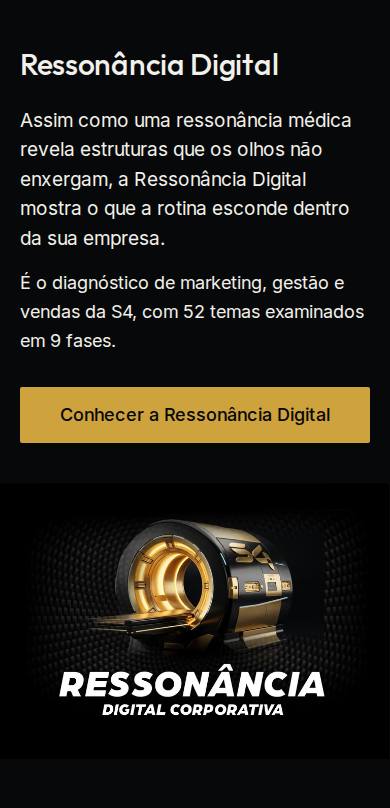 Ressonância Digital
Assim como uma ressonância médica
revela estruturas que os olhos não
enxergam, a Ressonância Digital
mostra o que a rotina esconde dentro
da sua empresa.
É o diagnóstico de marketing, gestão e
vendas da S4, com 52 temas examinados
em 9 fases.
Conhecer a Ressonância Digital
RESSONÂNCIA
DIGITAL CORPORATIVA